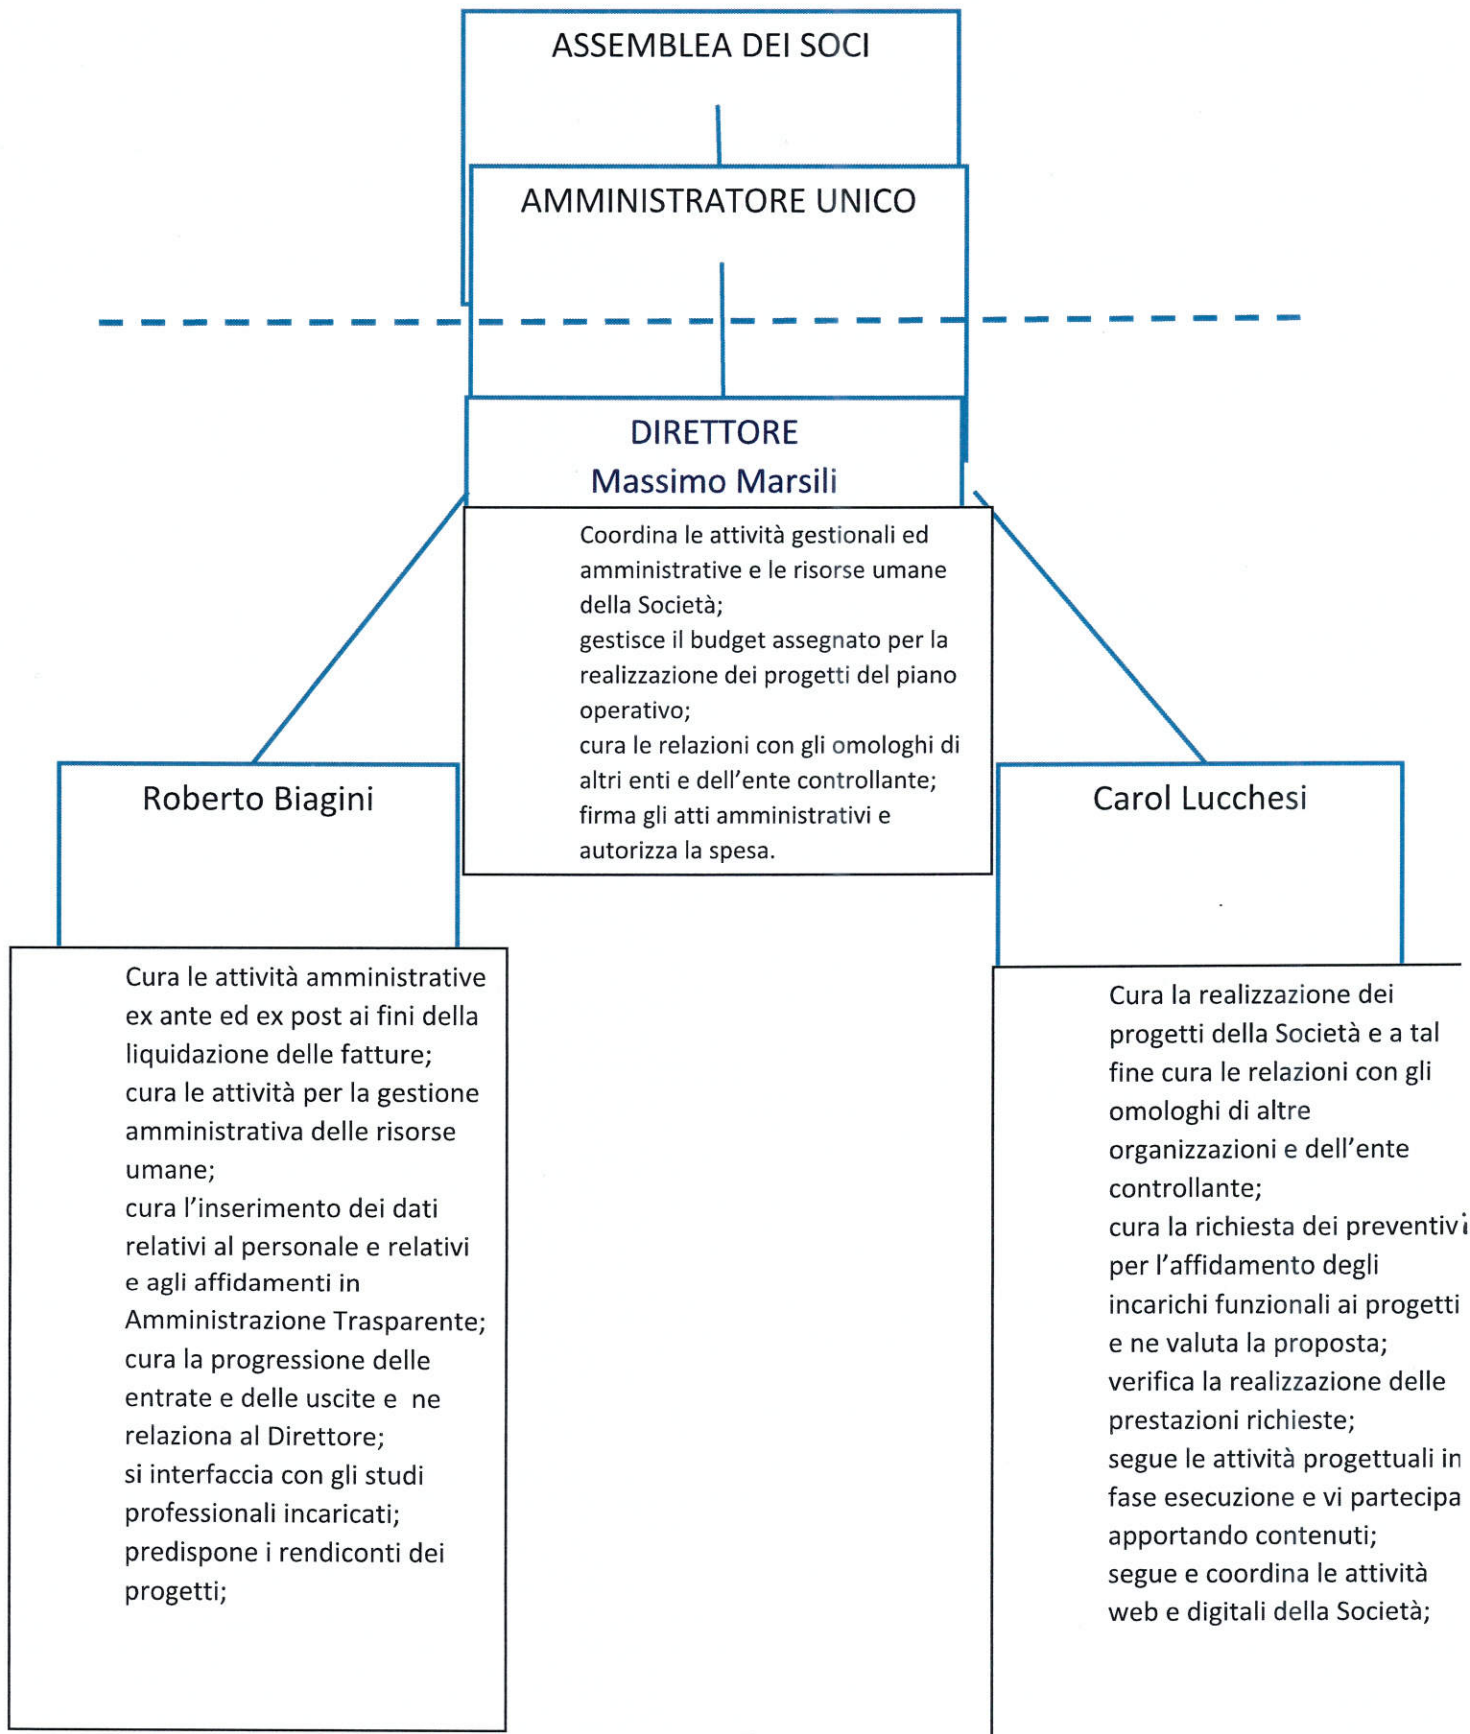 ASSEMBLEA DEI SOCI
AMMINISTRATORE UNICO
DIRETTORE
Massimo Marsili
Coordina le attività gestionali ed
amministrative e le risorse umane
della Società;
gestisce il budget assegnato per la
realizzazione dei progetti del piano
operativo;
cura le relazioni con gli omologhi di
altri enti e dell'ente controllante;
firma gli atti amministrativi e
autorizza la spesa.
Roberto Biagini
Cura le attività amministrative
ex ante ed ex post ai fini della
liquidazione delle fatture;
cura le attività per la gestione
amministrativa delle risorse
umane;
cura l'inserimento dei dati
relativi al personale e relativi
e agli affidamenti in
Amministrazione Trasparente;
cura la progressione delle
entrate e delle uscite e  ne
relaziona al Direttore;
si interfaccia con gli studi
professionali incaricati;
predispone i rendiconti dei
progetti;
Carol Lucchesi
Cura la realizzazione dei
progetti della Società e a tal
fine cura le relazioni con gli
omologhi di altre
organizzazioni e dell'ente
controllante;
cura la richiesta dei preventivi
per l'affidamento degli
incarichi funzionali ai progetti
e ne valuta la proposta;
verifica la realizzazione delle
prestazioni richieste;
segue le attività progettuali in
fase esecuzione e vi partecipa
apportando contenuti;
segue e coordina le attività
web e digitali della Società;